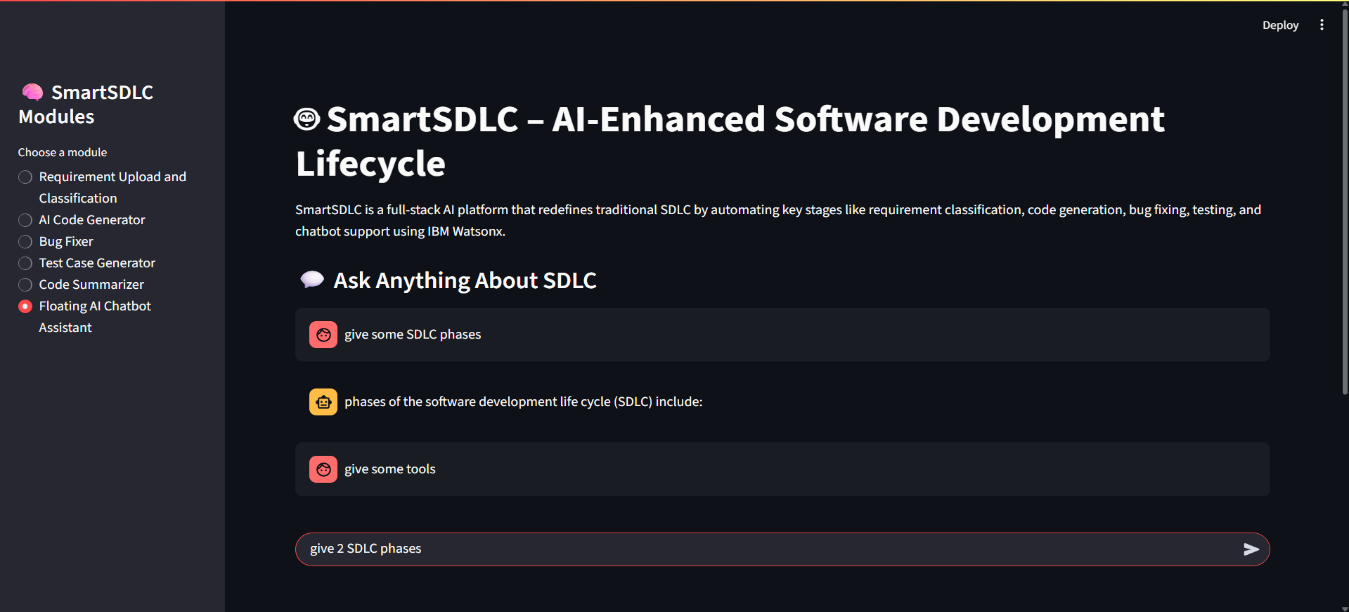 Deploy
SmartSDLC
Modules
Choose a module
Requirement Upload and
Classification
AI Code Generator
Bug Fixer
Test Case Generator
Code Summarizer
Floating AI Chatbot
Assistant
SmartSDLC – AI-Enhanced Software Development
Lifecycle
SmartSDLC is a full-stack AI platform that redefines traditional SDLC by automating key stages like requirement classification, code generation, bug fixing, testing, and
chatbot support using IBM Watsonx.
Ask Anything About SDLC
give some SDLC phases
phases of the software development life cycle (SDLC) include:
give some tools
give 2 SDLC phases